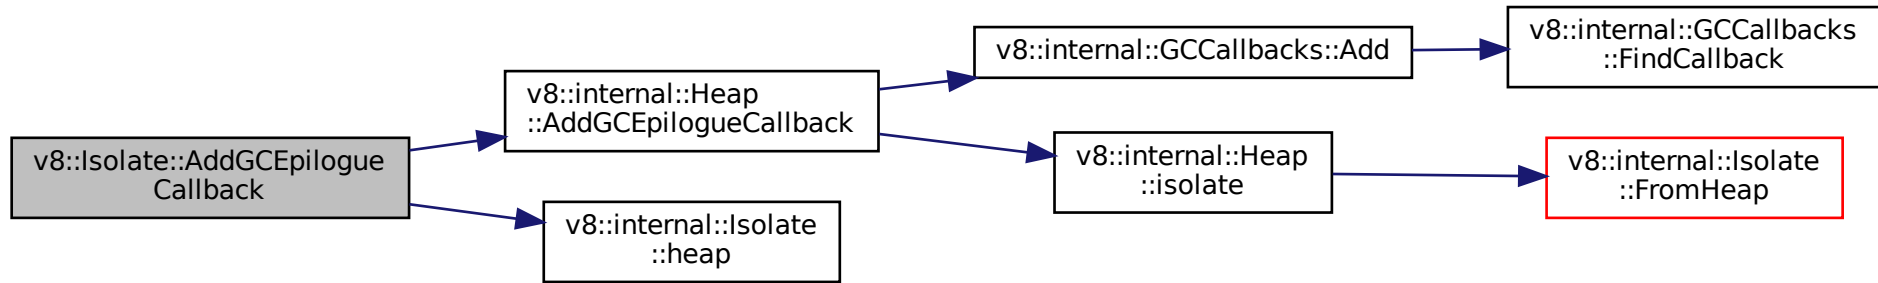 v8::Isolate::AddGCEpilogue
Callback
v8::internal::Heap
::AddGCEpilogueCallback
v8::internal::Isolate
::heap
v8::internal::GCCallbacks::Add
v8::internal::Heap
::isolate
v8::internal::GCCallbacks
::FindCallback
v8::internal::Isolate
::FromHeap